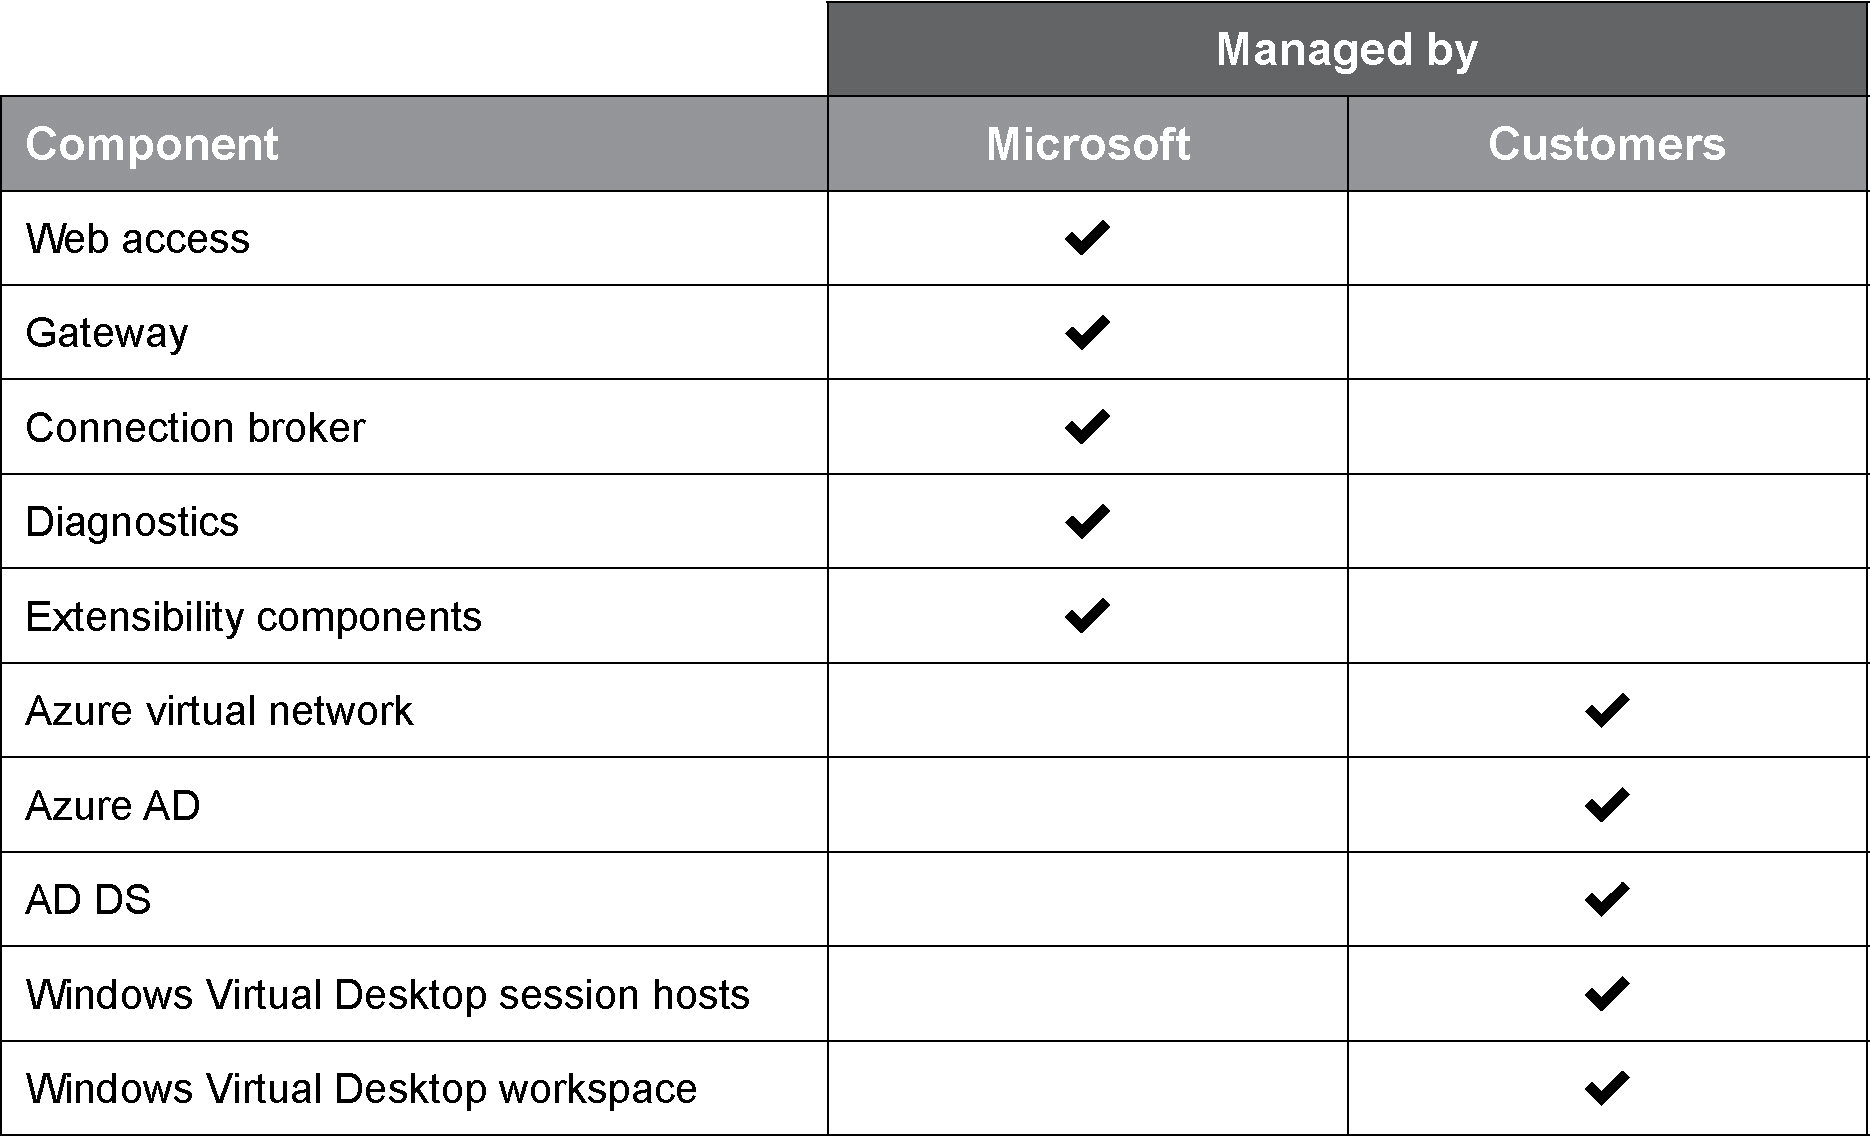 Managed by
Component Microsoft Customers
Web access ✔
Gateway ✔
Connection broker ✔
Diagnostics ✔
Extensibility components ✔
Azure virtual network ✔
Azure AD ✔
AD DS ✔
Windows Virtual Desktop session hosts ✔
Windows Virtual Desktop workspace ✔